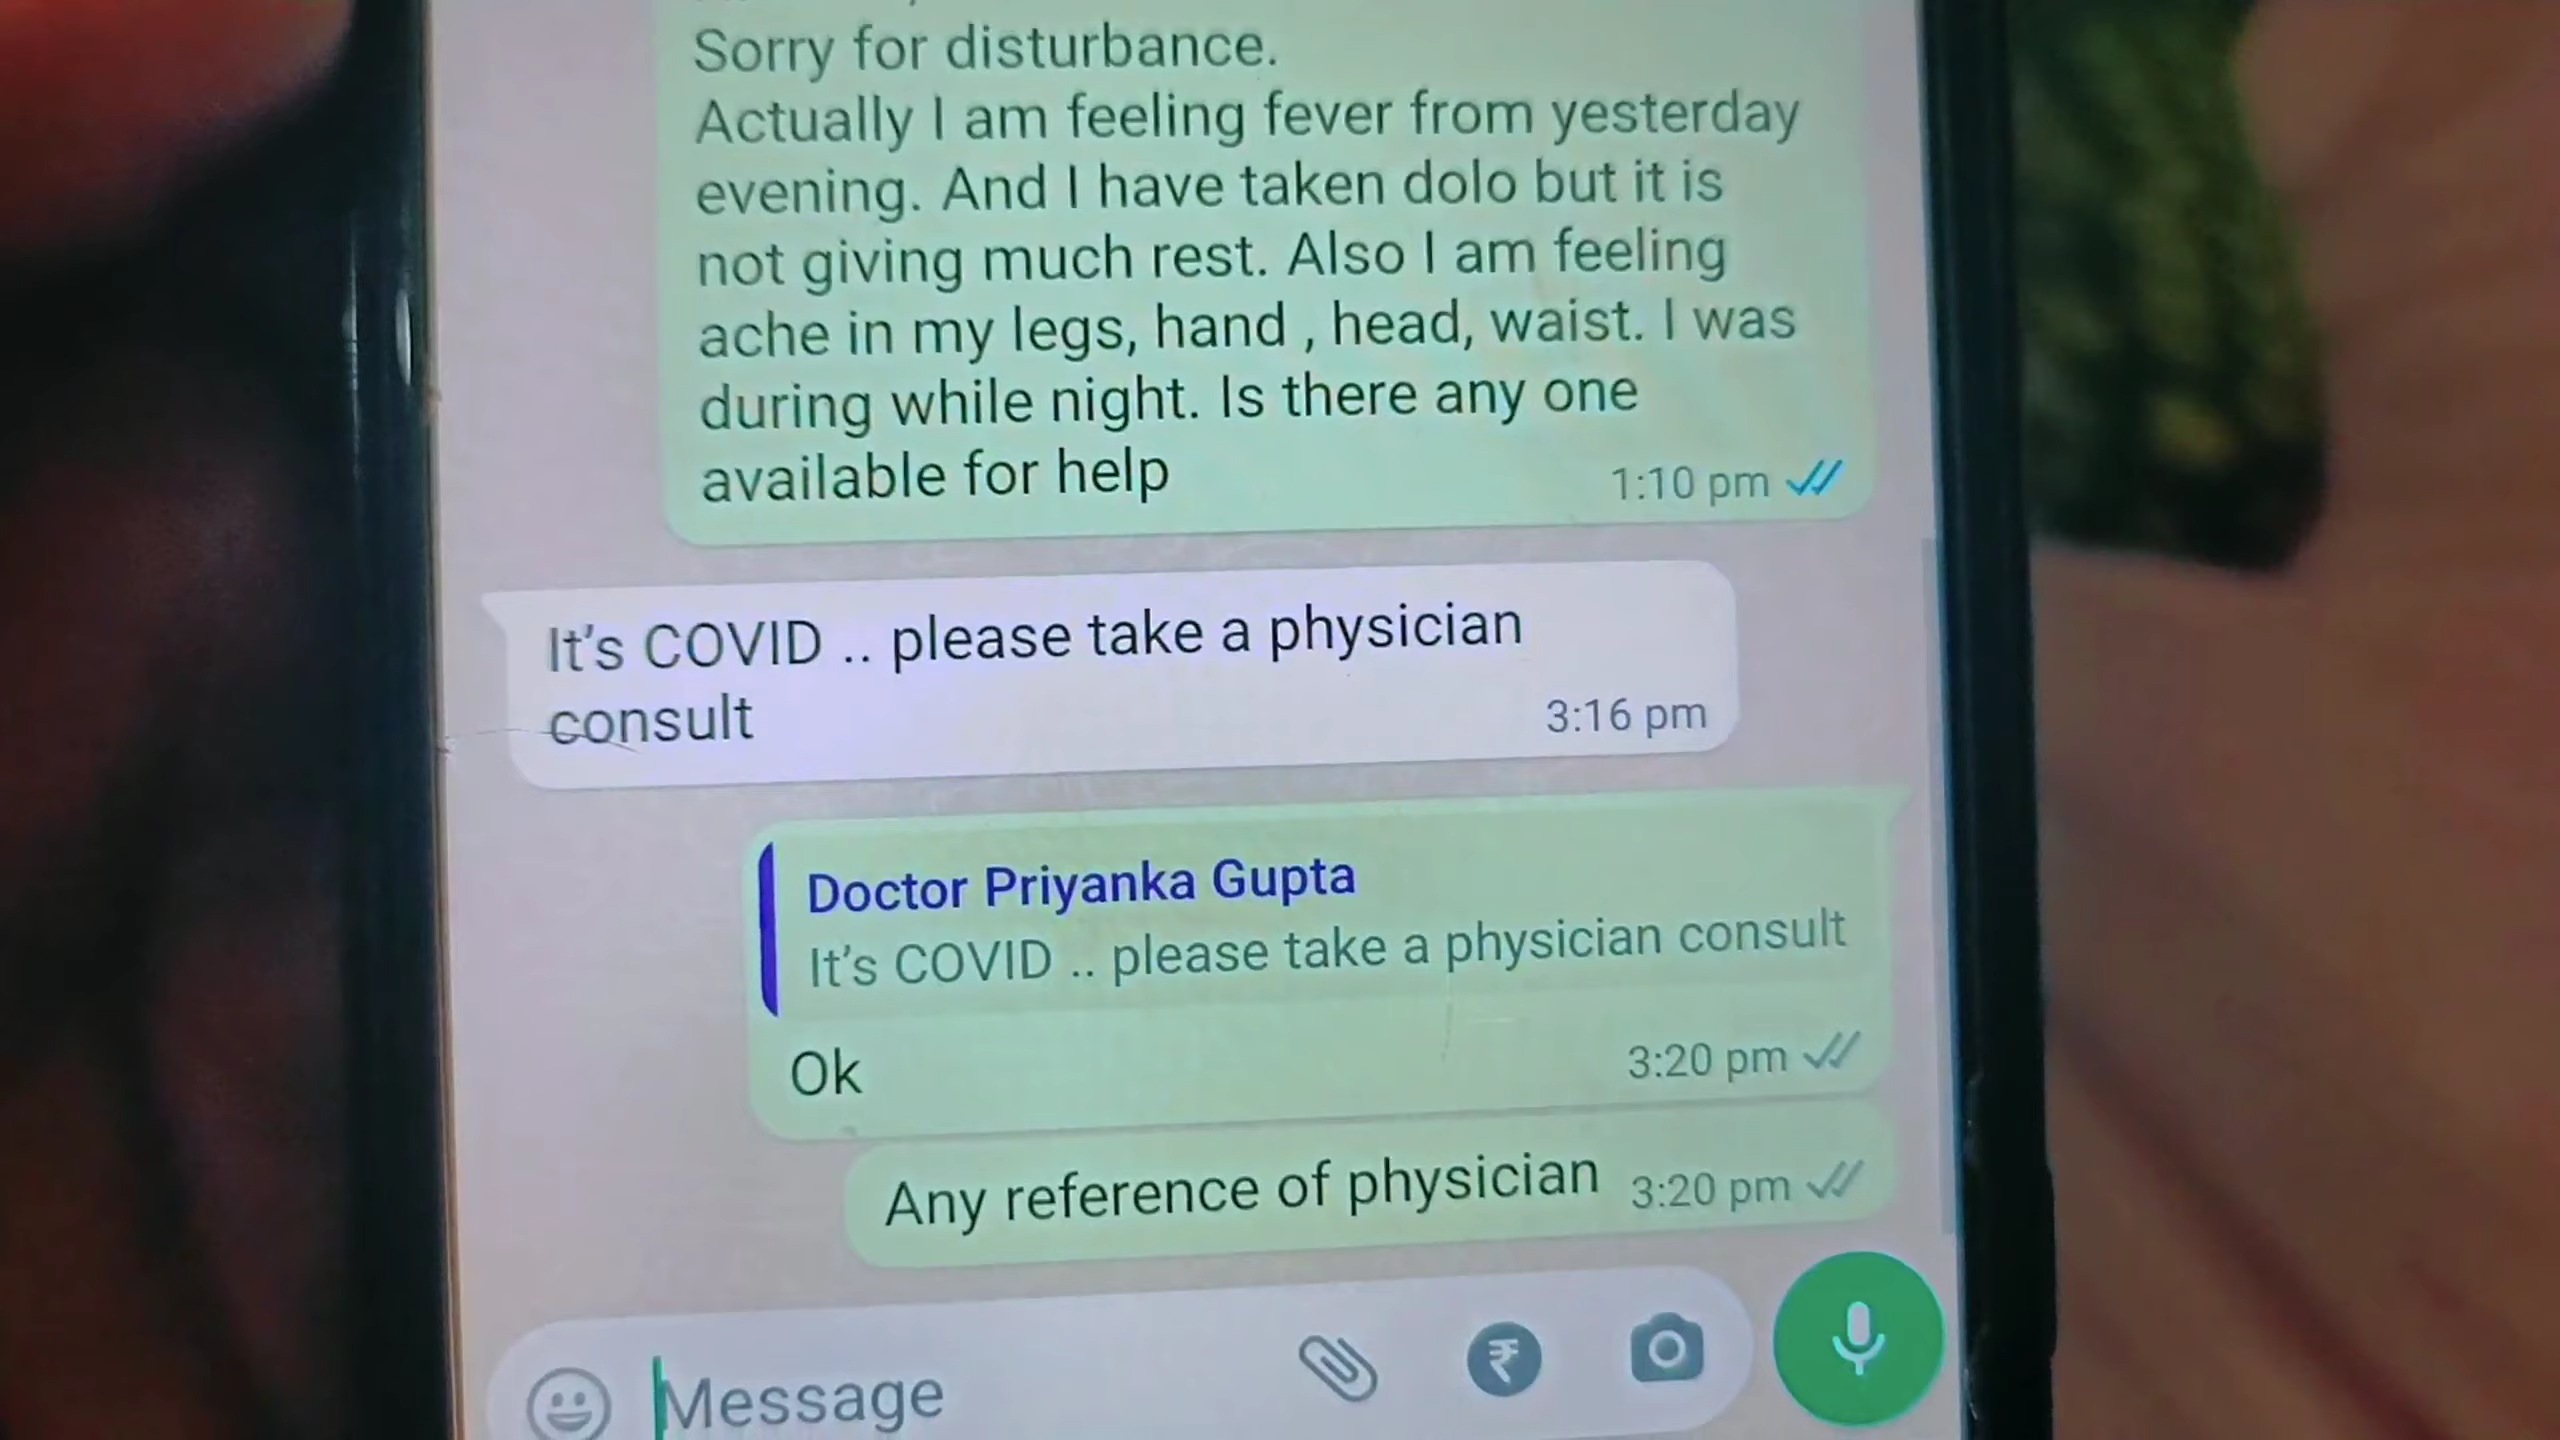 Sorry for disturbance.
Actually I am feeling fever from yesterday
evening. And I have taken dolo but it is
not giving much rest. Also I am feeling
ache in my legs, hand , head, waist. I was
during while night. Is there any one
available for help
1:10 pm
It's COVID .. please take a physician
consult
3:16 pm
Doctor Priyanka Gupta
It's COVID .. please take a physician consult
Ok
3:20 pm
Any reference of physician
3:20 pm
Message